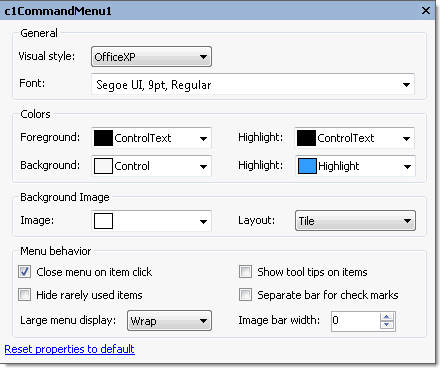 c1CommandMenu1
General
Visual style: OfficeXP
Font: Segoe UI, 9pt, Regular
Colors
Foreground: ControlText Highlight: ControlText
Background: Control Highlight: Highlight
Background Image
Image: Layout: Tile
Menu behavior
Close menu on item click Show tool tips on items
Hide rarely used items Separate bar for check marks
Large menu display: Wrap Image bar width: 0
Reset properties to default